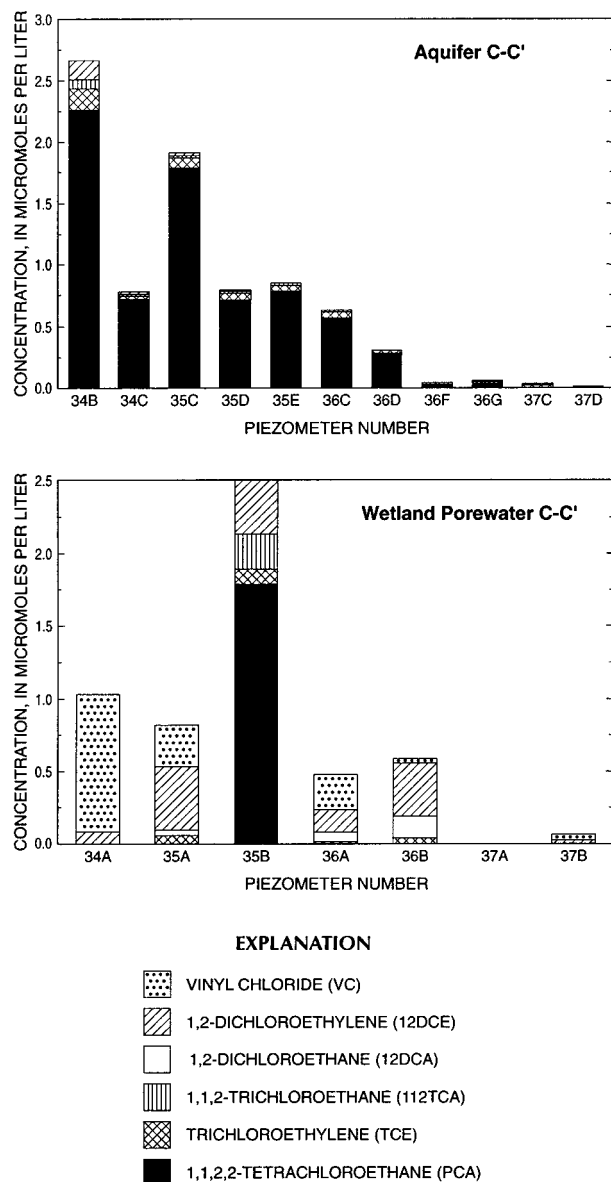 Aquifer C-C'
CONCENTRATION, IN MICROMOLES PER LITER
3.0
2.5
2.0
1.5
1.0
0.5
0.0
34B 34C 35C 35D 35E 36C 36D 36F 36G 37C 37D
PIEZOMETER NUMBER
Wetland Porewater C-C'
CONCENTRATION, IN MICROMOLES PER LITER
2.5
2.0
1.5
1.0
0.5
0.0
34A 35A 35B 36A 36B 37A 37B
PIEZOMETER NUMBER
EXPLANATION
VINYL CHLORIDE (VC)
1,2-DICHLOROETHYLENE (12DCE)
1,2-DICHLOROETHANE (12DCA)
1,1,2-TRICHLOROETHANE (112TCA)
TRICHLOROETHYLENE (TCE)
1,1,2,2-TETRACHLOROETHANE (PCA)